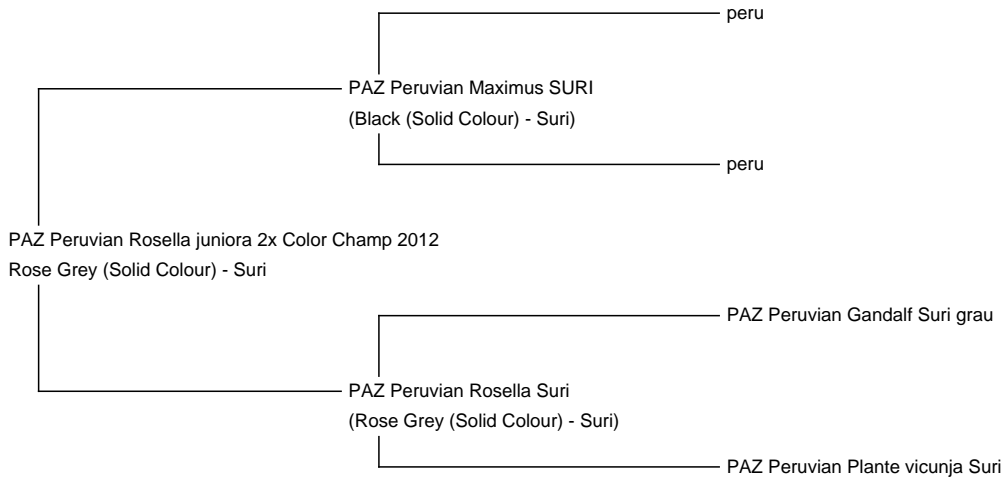 peru
PAZ Peruvian Maximus SURI
(Black (Solid Colour) - Suri)
peru
PAZ Peruvian Rosella juniora 2x Color Champ 2012
Rose Grey (Solid Colour) - Suri
PAZ Peruvian Gandalf Suri grau
PAZ Peruvian Rosella Suri
(Rose Grey (Solid Colour) - Suri)
PAZ Peruvian Plante vicunja Suri